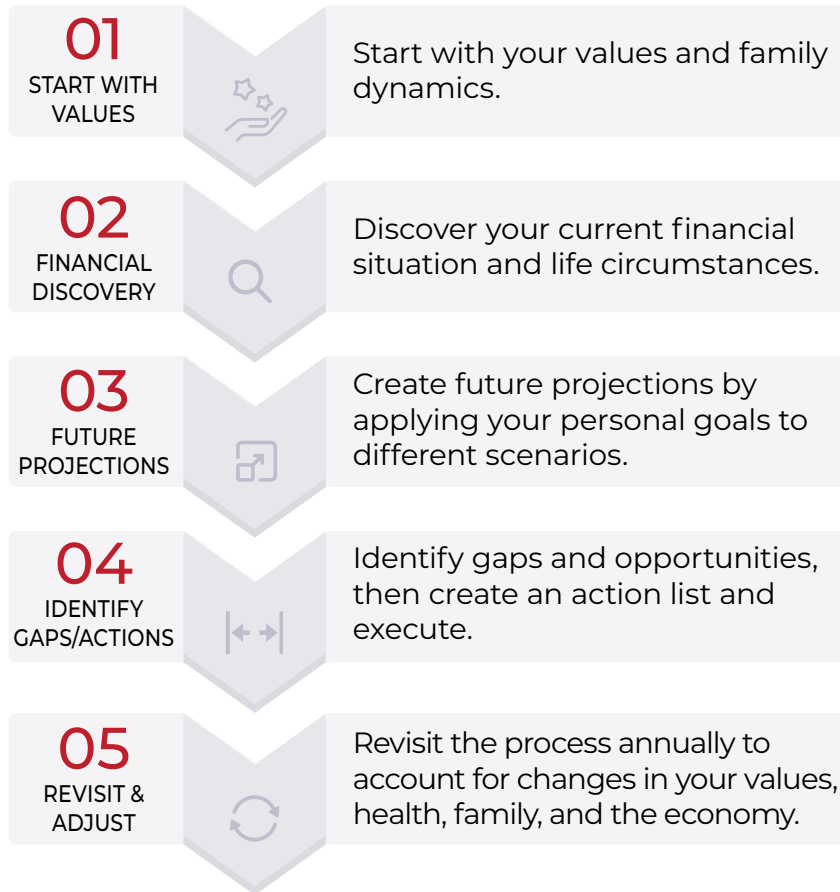 01
START WITH
VALUES
Start with your values and family
dynamics.
02
FINANCIAL
DISCOVERY
Discover your current financial
situation and life circumstances.
03
FUTURE
PROJECTIONS
Create future projections by
applying your personal goals to
different scenarios.
04
IDENTIFY
GAPS/ACTIONS
Identify gaps and opportunities,
then create an action list and
execute.
05
REVISIT &
ADJUST
Revisit the process annually to
account for changes in your values,
health, family, and the economy.